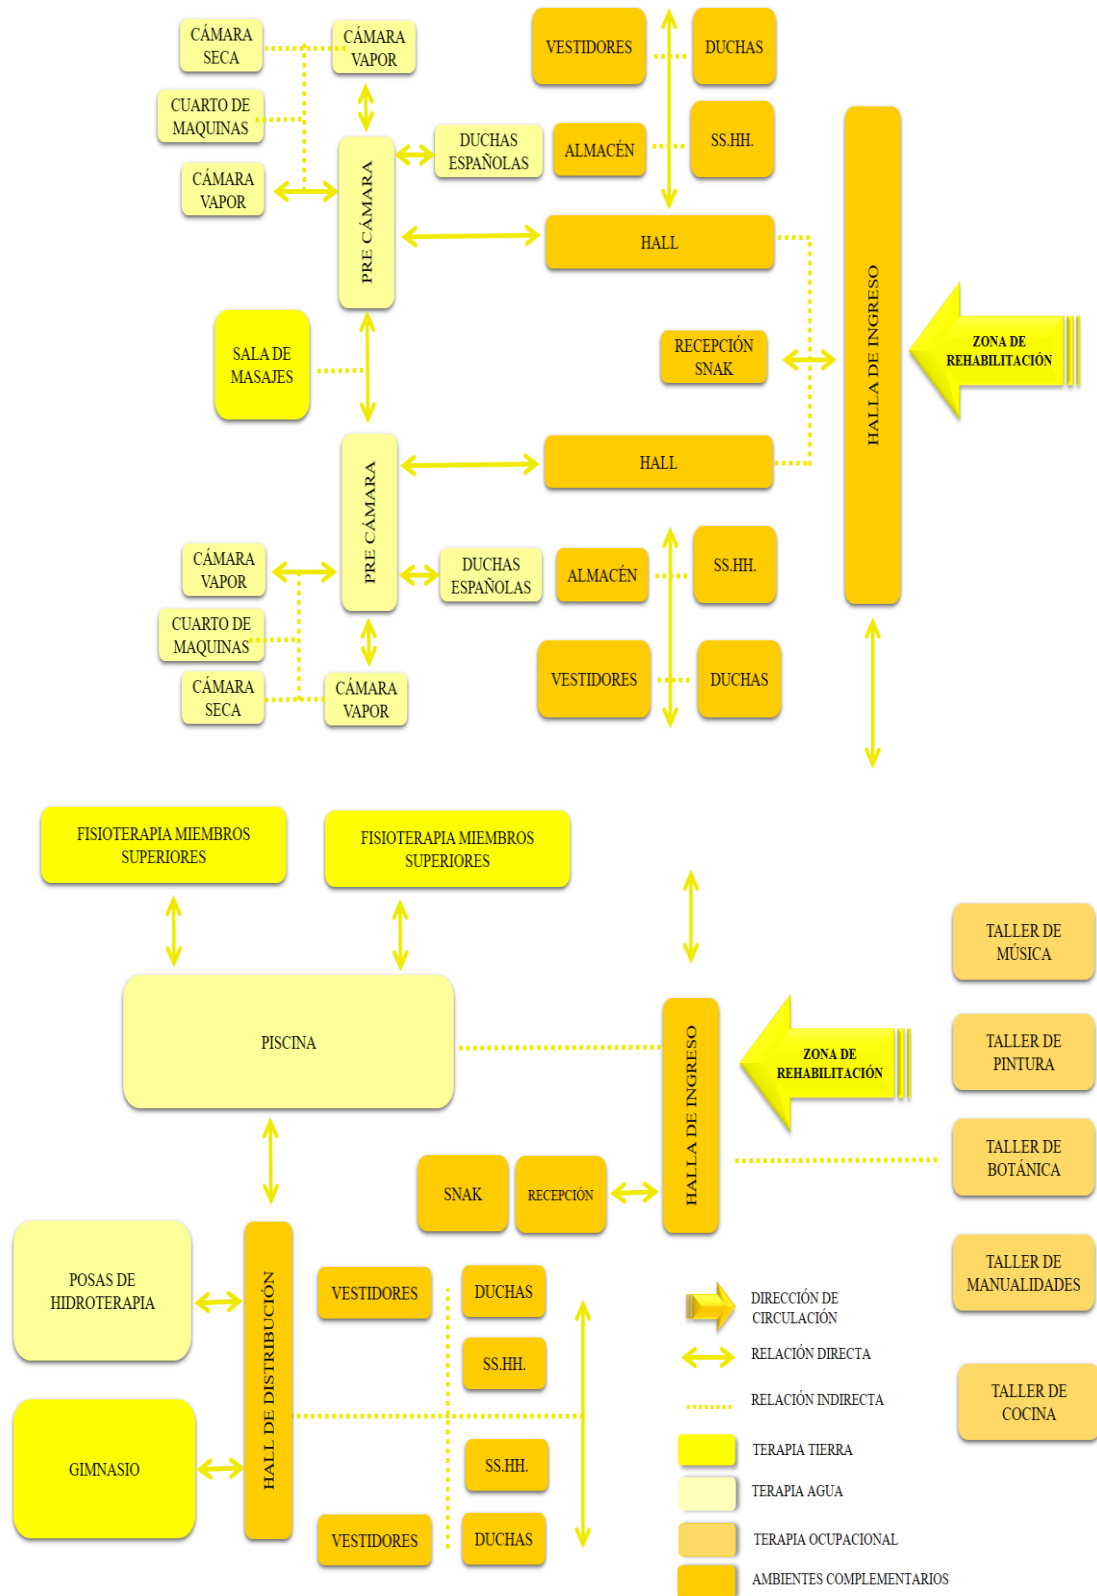 CÁMARA
SECA
CÁMARA
VAPOR
VESTIDORES
DUCHAS
CUARTO DE
MAQUINAS
DUCHAS
ESPAÑOLAS
ALMACÉN
SS.HH.
CÁMARA
VAPOR
PRE CÁMARA
HALL
HALLA DE INGRESO
SALA DE
MASAJES
RECEPCIÓN
SNAK
ZONA DE
REHABILITACIÓN
PRE CÁMARA
HALL
CÁMARA
VAPOR
DUCHAS
ESPAÑOLAS
ALMACÉN
SS.HH.
CUARTO DE
MAQUINAS
CÁMARA
SECA
CÁMARA
VAPOR
VESTIDORES
DUCHAS
FISIOTERAPIA MIEMBROS
SUPERIORES
FISIOTERAPIA MIEMBROS
SUPERIORES
TALLER DE
MÚSICA
PISCINA
HALLA DE INGRESO
ZONA DE
REHABILITACIÓN
TALLER DE
PINTURA
TALLER DE
BOTÁNICA
SNAK
RECEPCIÓN
POSAS DE
HIDROTERAPIA
HALL DE DISTRIBUCIÓN
VESTIDORES
DUCHAS
SS.HH.
TALLER DE
MANUALIDADES
DIRECCIÓN DE
CIRCULACIÓN
RELACIÓN DIRECTA
RELACIÓN INDIRECTA
TALLER DE
COCINA
GIMNASIO
SS.HH.
VESTIDORES
DUCHAS
TERAPIA TIERRA
TERAPIA AGUA
TERAPIA OCUPACIONAL
AMBIENTES COMPLEMENTARIOS